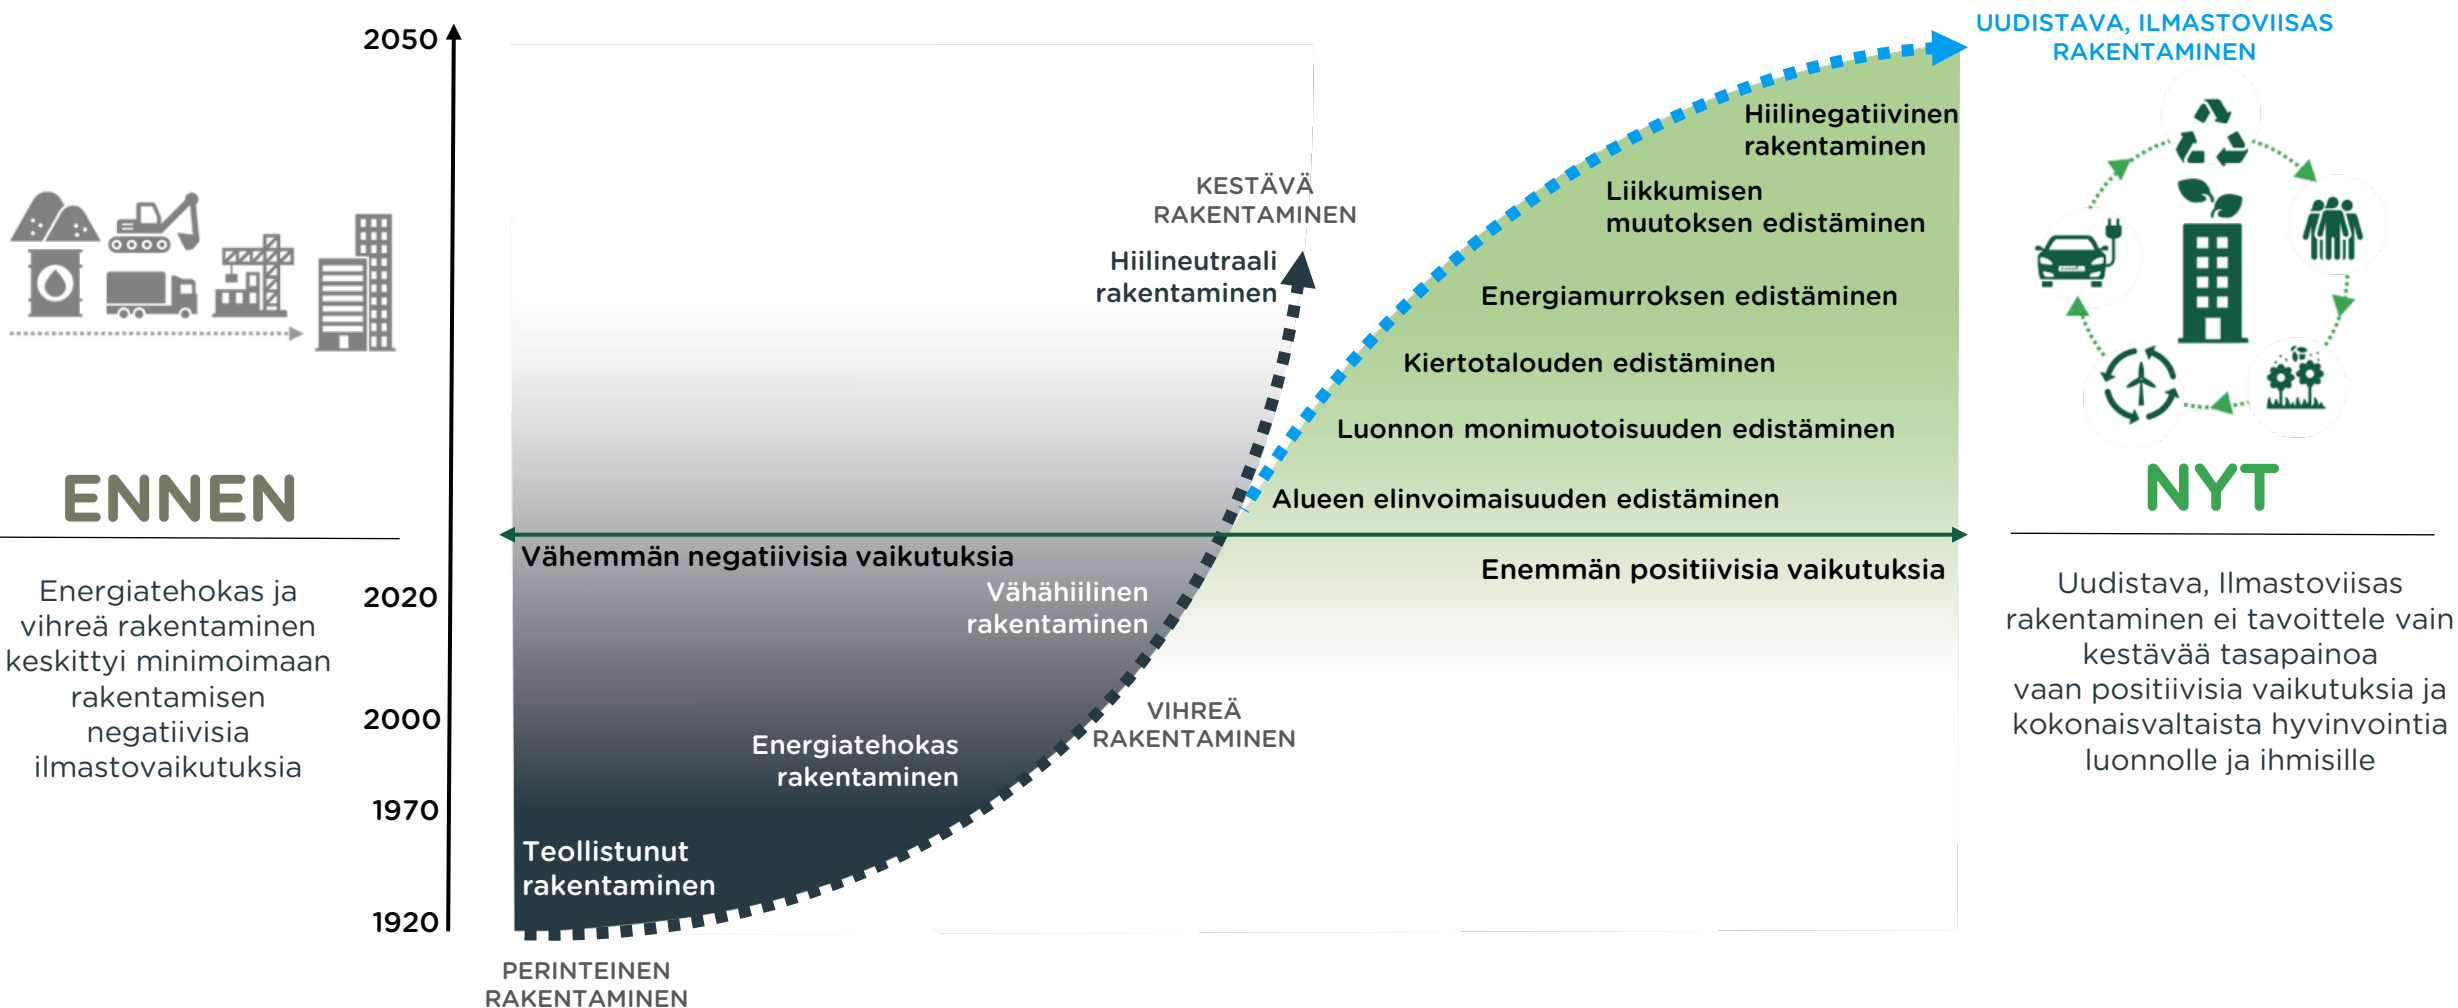 ENNEN
Energiatehokas ja
vihreä rakentaminen
keskittyi minimoimaan
rakentamisen
negatiivisia
ilmastovaikutuksia
2050
2020
2000
1970
1920
UUDISTAVA, ILMASTOVIISAS
RAKENTAMINEN
Hiilinegatiivinen
rakentaminen
Liikkumisen
muutoksen edistäminen
KESTÄVÄ
RAKENTAMINEN
Hiilineutraali
rakentaminen
Energiamurroksen edistäminen
Kiertotalouden edistäminen
Luonnon monimuotoisuuden edistäminen
Alueen elinvoimaisuuden edistäminen
Vähemmän negatiivisia vaikutuksia
Enemmän positiivisia vaikutuksia
Vähähiilinen
rakentaminen
VIHREÄ
RAKENTAMINEN
Energiatehokas
rakentaminen
Teollistunut
rakentaminen
PERINTEINEN
RAKENTAMINEN
NYT
Uudistava, Ilmastoviisas
rakentaminen ei tavoittele vain
kestävää tasapainoa
vaan positiivisia vaikutuksia ja
kokonaisvaltaista hyvinvointia
luonnolle ja ihmisille